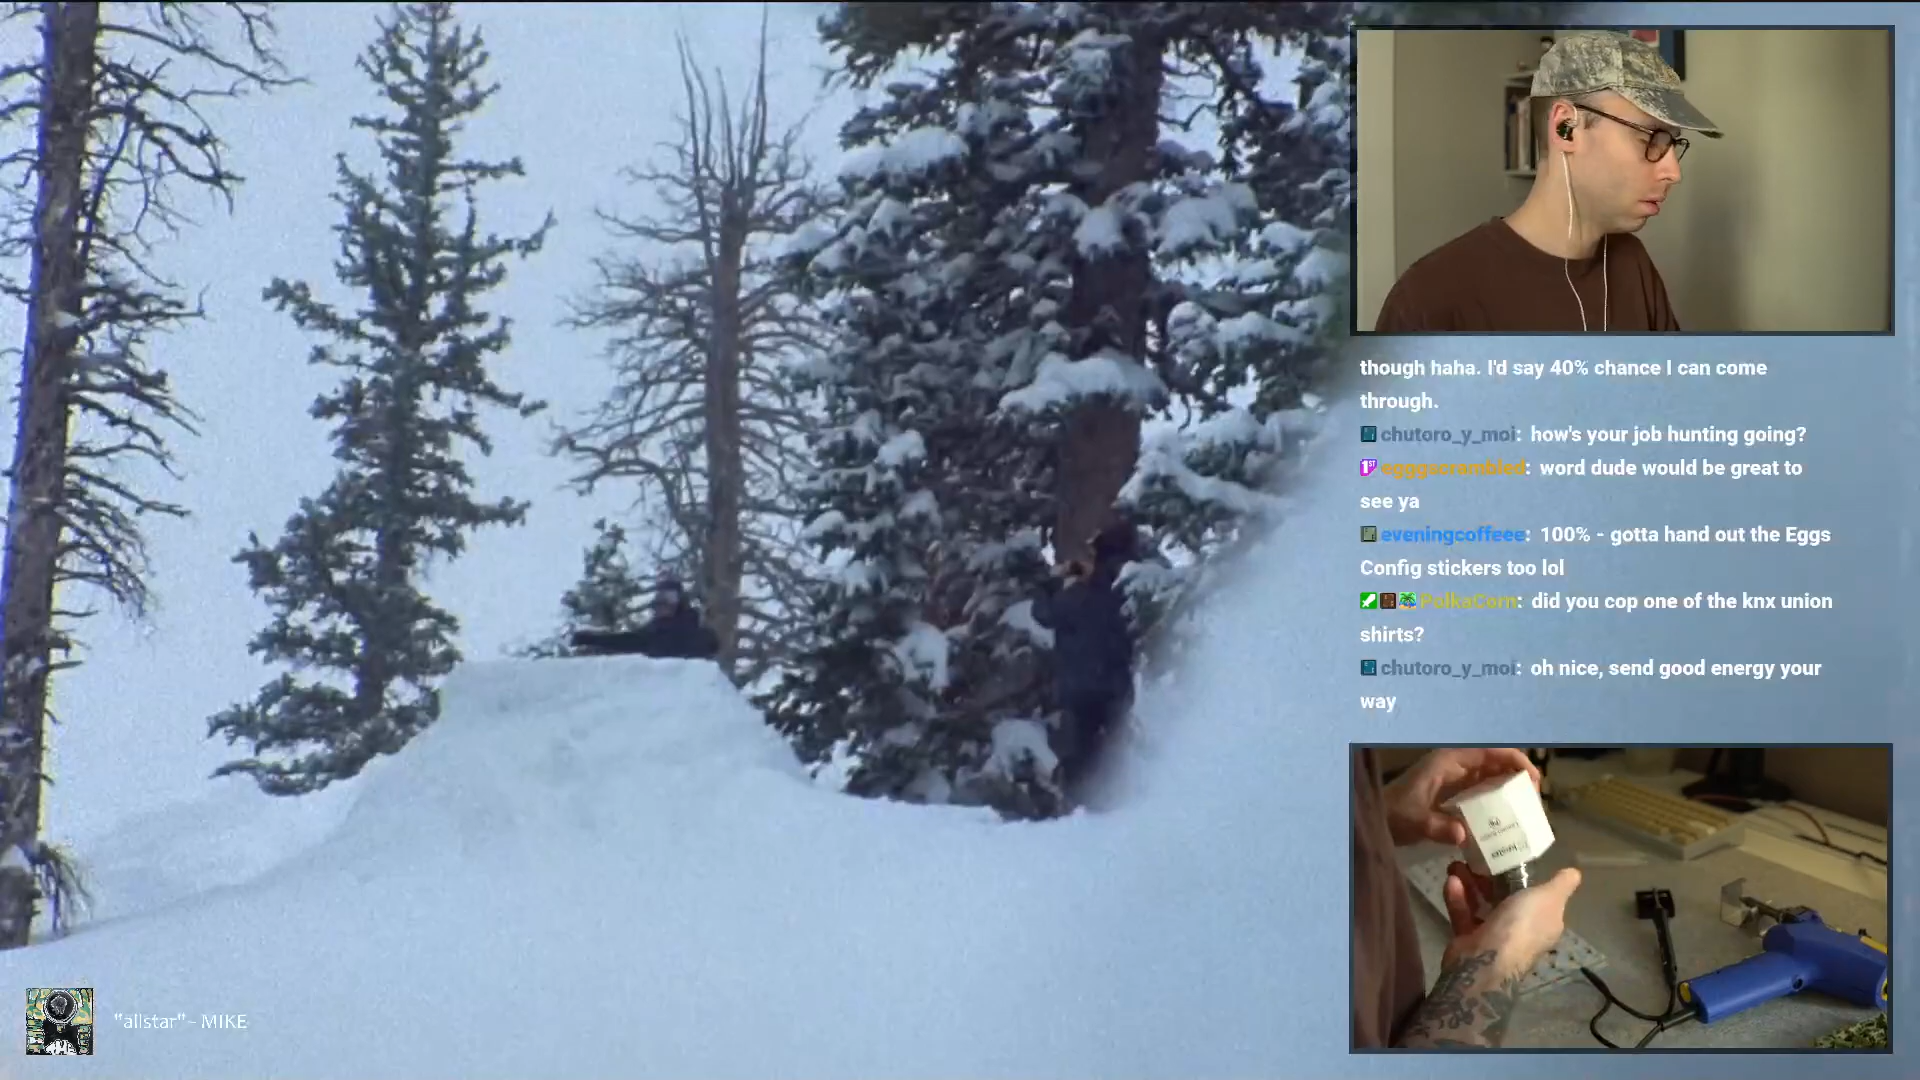 though haha. I'd say 40% chance I can come
through.
chutoro_y_moi: how's your job hunting going?
egggscrambled: word dude would be great to
see ya
eveningcoffeee: 100% - gotta hand out the Eggs
Config stickers too lol
PolkaCorn: did you cop one of the knx union
shirts?
chutoro_y_moi: oh nice, send good energy your
way
"allstar" - MIKE